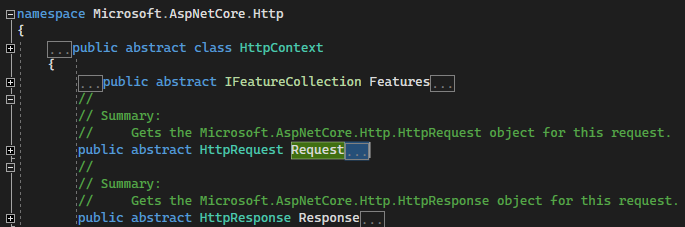 namespace Microsoft.AspNetCore.Http
{
...public abstract class HttpContext
{
...public abstract IFeatureCollection Features...
//
// Summary:
//     Gets the Microsoft.AspNetCore.Http.HttpRequest object for this request.
public abstract HttpRequest Request...
//
// Summary:
//     Gets the Microsoft.AspNetCore.Http.HttpResponse object for this request.
public abstract HttpResponse Response...